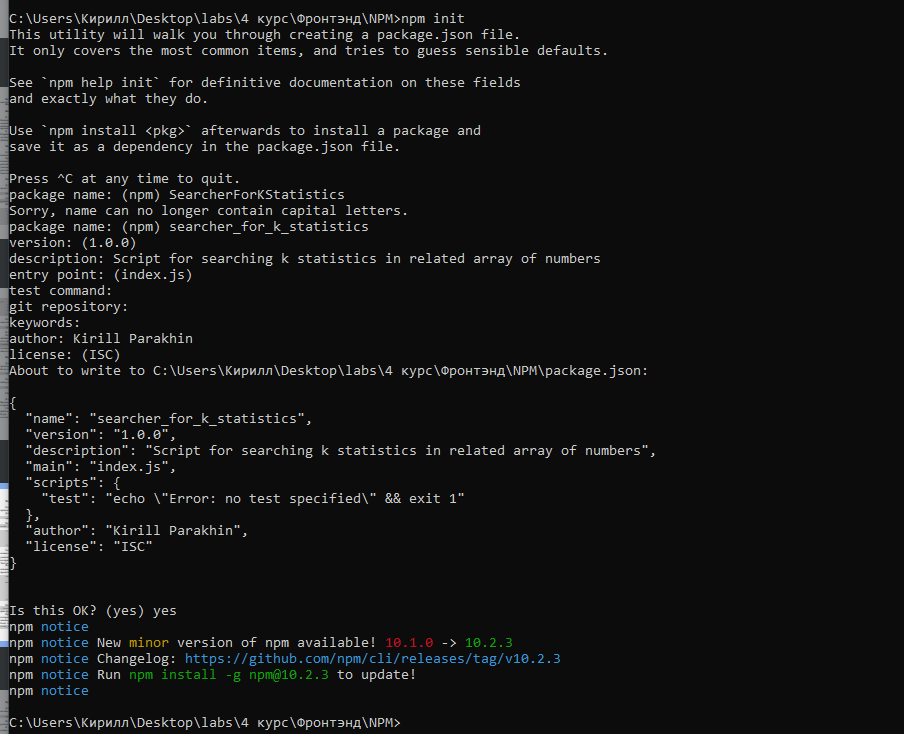 C:\Users\Кирилл\Desktop\labs\4 курс\Фронтэнд\NPM>npm init
This utility will walk you through creating a package.json file.
It only covers the most common items, and tries to guess sensible defaults.
See `npm help init` for definitive documentation on these fields
and exactly what they do.
Use `npm install <pkg>` afterwards to install a package and
save it as a dependency in the package.json file.
Press ^C at any time to quit.
package name: (npm) SearcherForKStatistics
Sorry, name can no longer contain capital letters.
package name: (npm) searcher_for_k_statistics
version: (1.0.0)
description: Script for searching k statistics in related array of numbers
entry point: (index.js)
test command:
git repository:
keywords:
author: Kirill Parakhin
license: (ISC)
About to write to C:\Users\Кирилл\Desktop\labs\4 курс\Фронтэнд\NPM\package.json:
{
  "name": "searcher_for_k_statistics",
  "version": "1.0.0",
  "description": "Script for searching k statistics in related array of numbers",
  "main": "index.js",
  "scripts": {
    "test": "echo \"Error: no test specified\" && exit 1"
  },
  "author": "Kirill Parakhin",
  "license": "ISC"
}
Is this OK? (yes) yes
npm notice
npm notice New minor version of npm available! 10.1.0 -> 10.2.3
npm notice Changelog: https://github.com/npm/cli/releases/tag/v10.2.3
npm notice Run npm install -g npm@10.2.3 to update!
npm notice
C:\Users\Кирилл\Desktop\labs\4 курс\Фронтэнд\NPM>